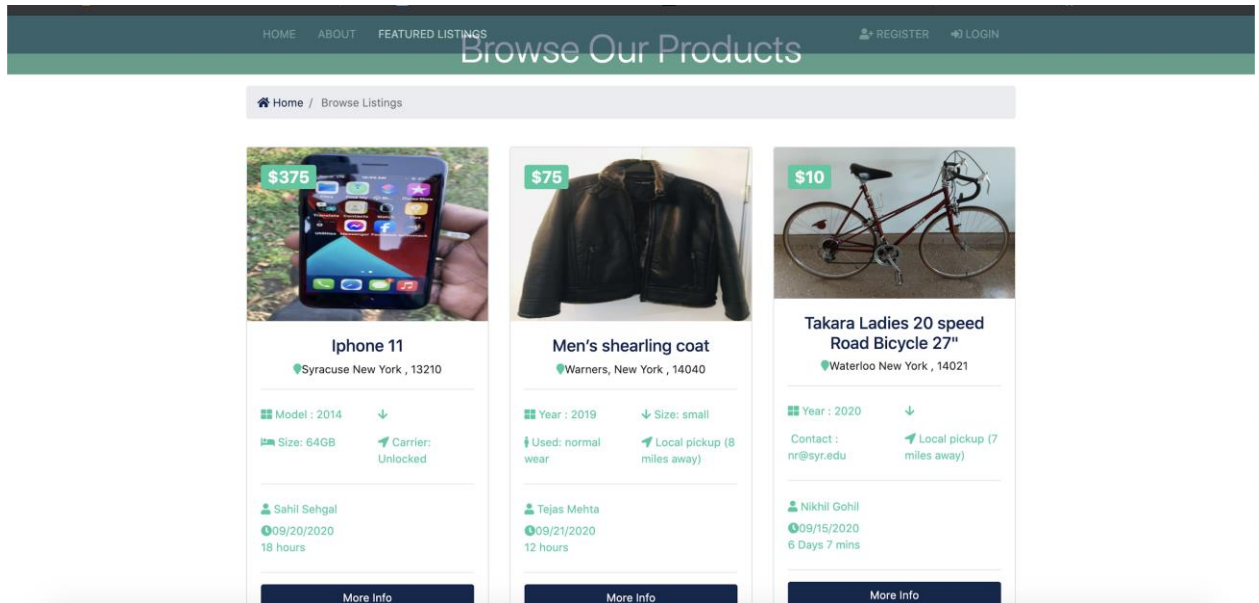 HOME ABOUT FEATURED LISTINGS REGISTER LOGIN
Browse Our Products
Home / Browse Listings
$375
Iphone 11
Syracuse New York , 13210
Model : 2014
Size: 64GB Carrier:
Unlocked
Sahil Sehgal
09/20/2020
18 hours
More Info
$75
Men's shearling coat
Warners, New York , 14040
Year : 2019 Size: small
Used: normal Local pickup (8
wear miles away)
Tejas Mehta
09/21/2020
12 hours
More Info
$10
Takara Ladies 20 speed
Road Bicycle 27"
Waterloo New York , 14021
Year : 2020
Contact : Local pickup (7
nr@syr.edu miles away)
Nikhil Gohil
09/15/2020
6 Days 7 mins
More Info